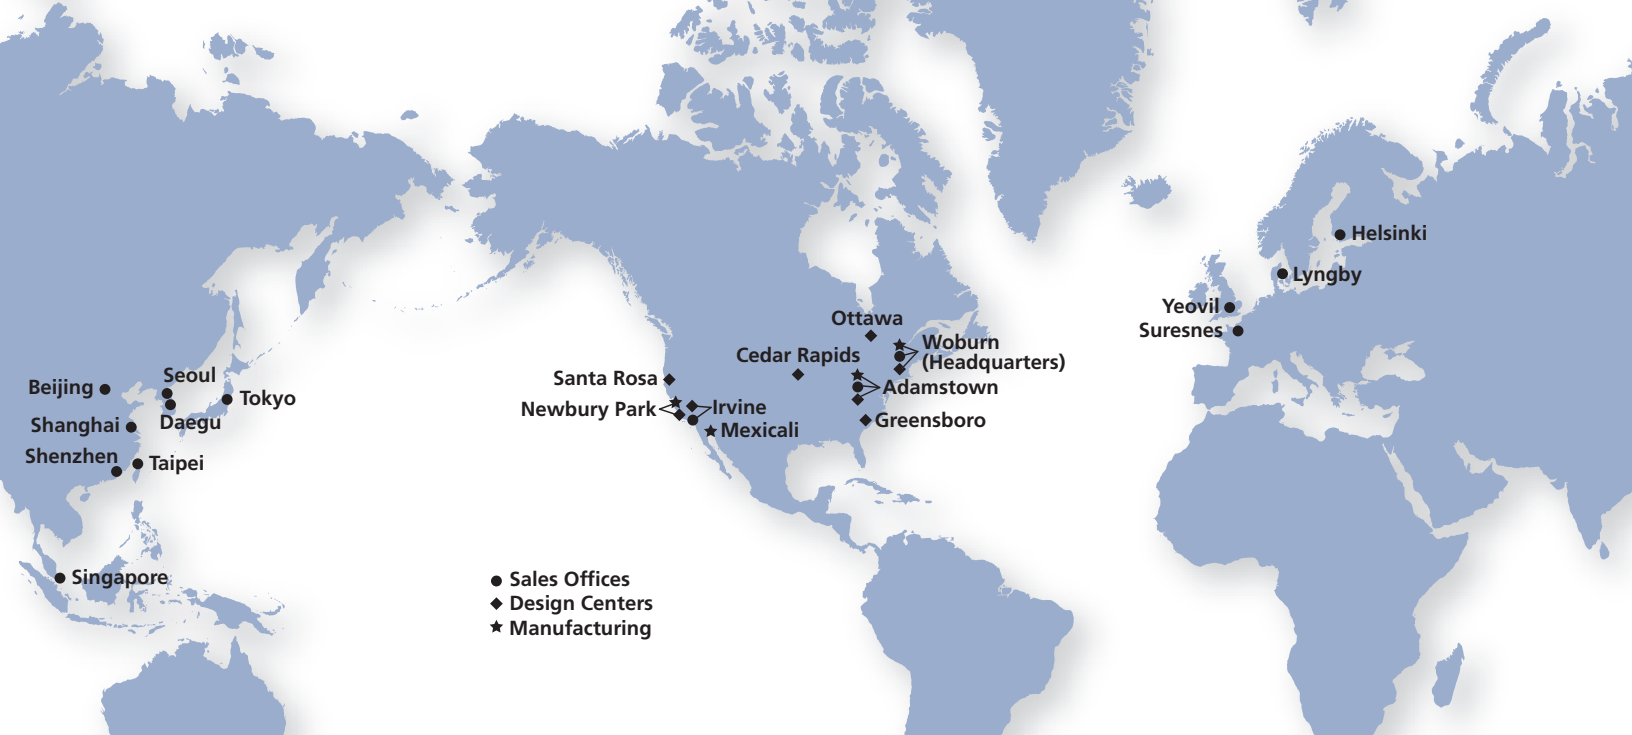 Helsinki
Lyngby
Yeovil
Suresnes
Ottawa
Woburn
(Headquarters)
Cedar Rapids
Adamstown
Greensboro
Santa Rosa
Newbury Park
Irvine
Mexicali
Seoul
Beijing
Tokyo
Daegu
Shanghai
Shenzhen
Taipei
Singapore
Sales Offices
Design Centers
Manufacturing